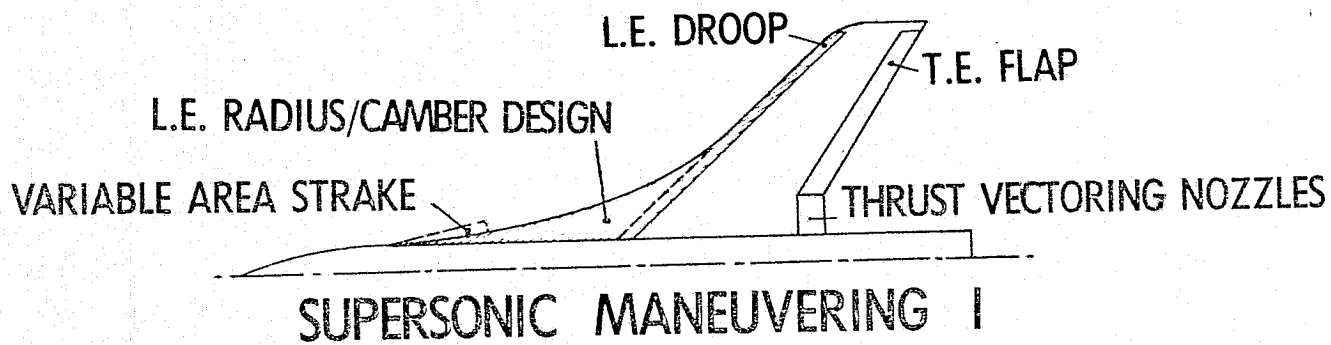 L.E. DROOP
T.E. FLAP
L.E. RADIUS/CAMBER DESIGN
VARIABLE AREA STRAKE
THRUST VECTORING NOZZLES
SUPERSONIC MANEUVERING I